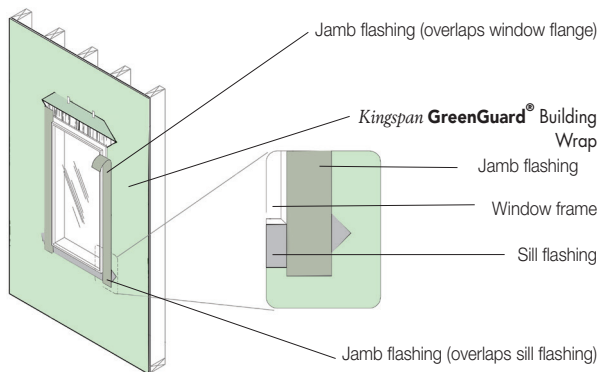 Jamb flashing (overlaps window flange)
Kingspan GreenGuard® Building
Wrap
Jamb flashing
Window frame
Sill flashing
Jamb flashing (overlaps sill flashing)